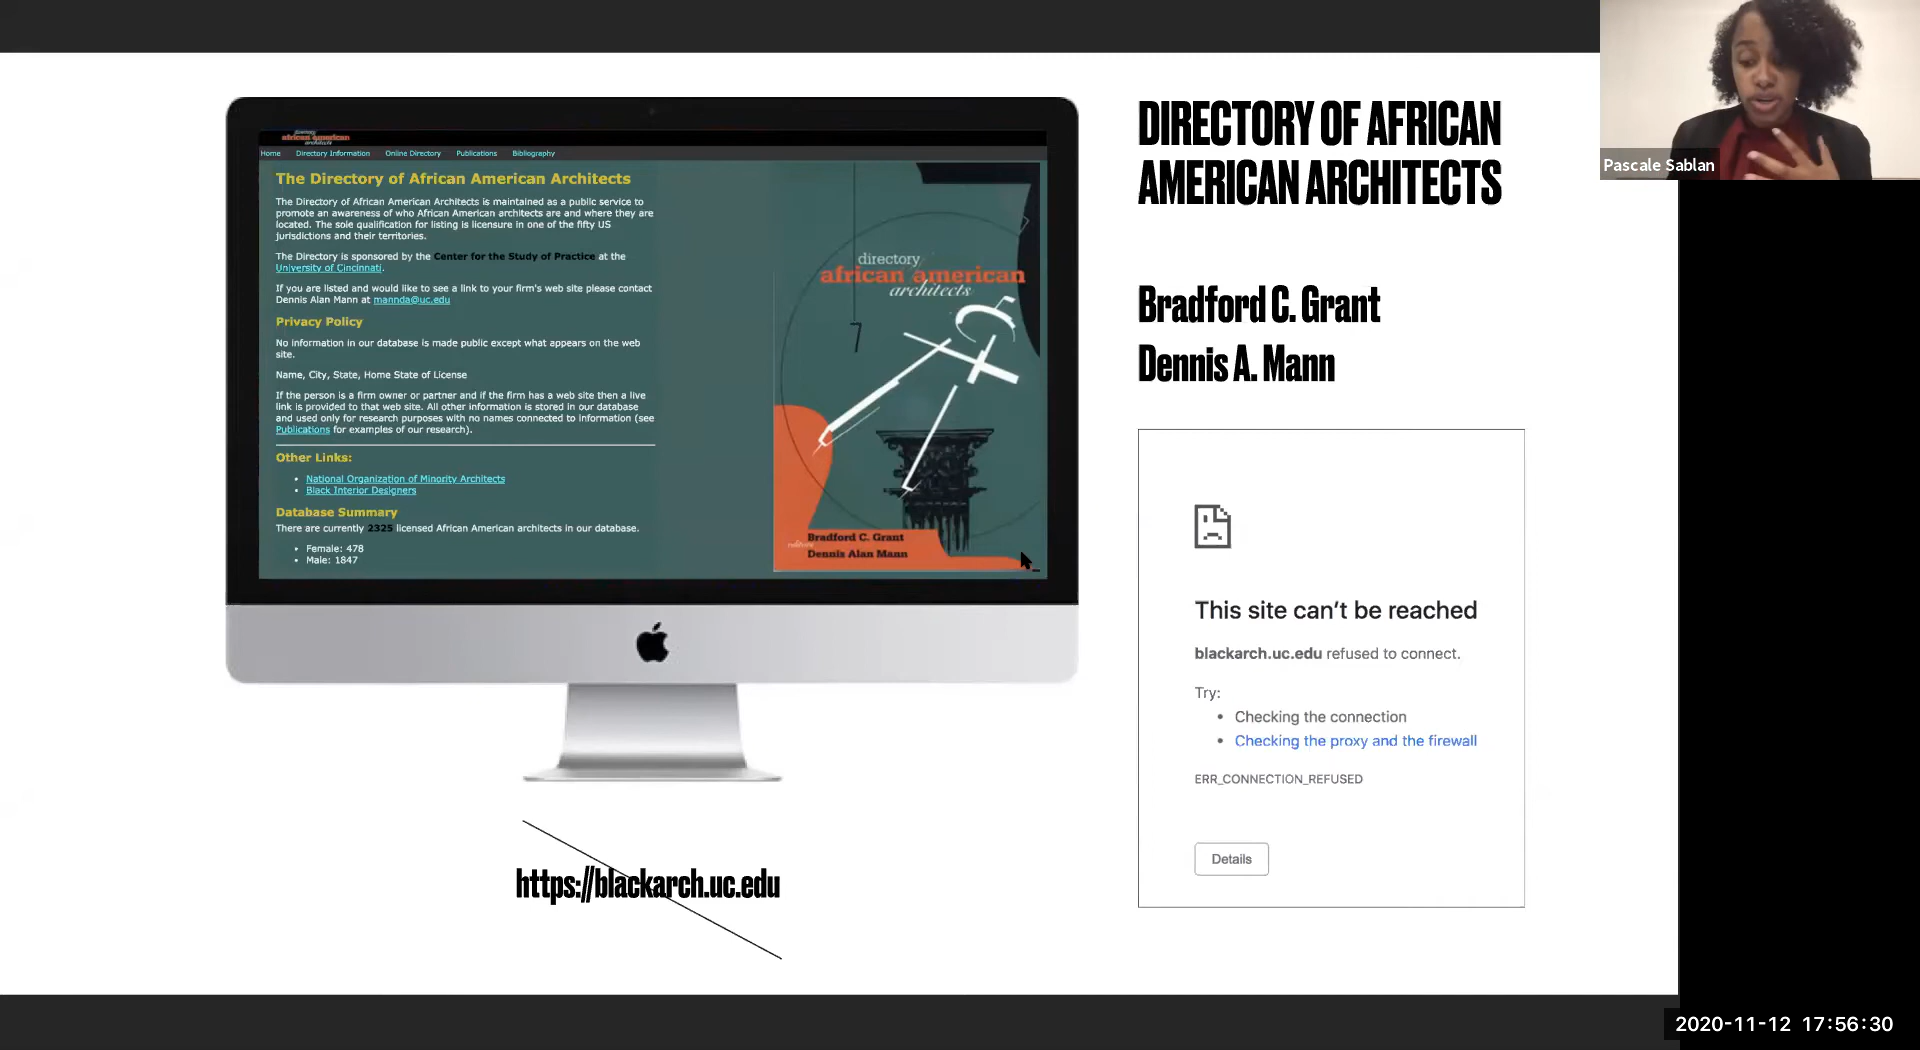 directory
african american
architects
Home Directory Information Online Directory Publications Bibliography
The Directory of African American Architects
The Directory of African American Architects is maintained as a public service to
promote an awareness of who African American architects are and where they are
located. The sole qualification for listing is licensure in one of the fifty US
jurisdictions and their territories.
The Directory is sponsored by the Center for the Study of Practice at the
University of Cincinnati.
If you are listed and would like to see a link to your firm's web site please contact
Dennis Alan Mann at mannda@uc.edu
Privacy Policy
No information in our database is made public except what appears on the web
site.
Name, City, State, Home State of License
If the person is a firm owner or partner and if the firm has a web site then a live
link is provided to that web site. All other information is stored in our database
and used only for research purposes with no names connected to information (see
Publications for examples of our research).
Other Links:
• National Organization of Minority Architects
• Black Interior Designers
Database Summary
There are currently 2325 licensed African American architects in our database.
• Female: 478
• Male: 1847
directory
african american
architects
7
editors
Bradford C. Grant
Dennis Alan Mann
https://blackarch.uc.edu
DIRECTORY OF AFRICAN
AMERICAN ARCHITECTS
Bradford C. Grant
Dennis A. Mann
This site can't be reached
blackarch.uc.edu refused to connect.
Try:
• Checking the connection
• Checking the proxy and the firewall
ERR_CONNECTION_REFUSED
Details
Pascale Sablan
2020-11-12 17:56:30